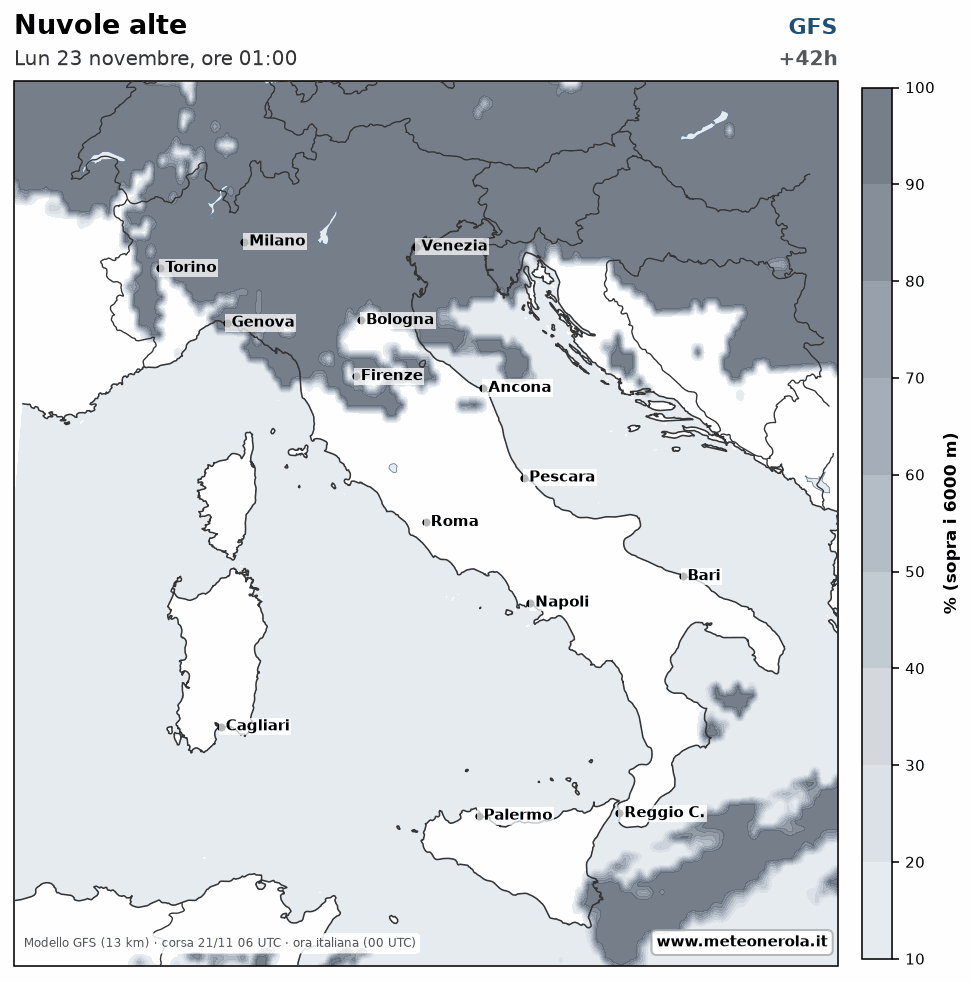 Nuvole alte
GFS
Lun 23 novembre, ore 01:00
+42h
100
90
80
70
60
50
40
30
20
10
% (sopra i 6000 m)
Milano
Venezia
Torino
Genova
Bologna
Firenze
Ancona
Pescara
Roma
Bari
Napoli
Cagliari
Palermo
Reggio C.
Modello GFS (13 km) · corsa 21/11 06 UTC · ora italiana (00 UTC)
www.meteonerola.it